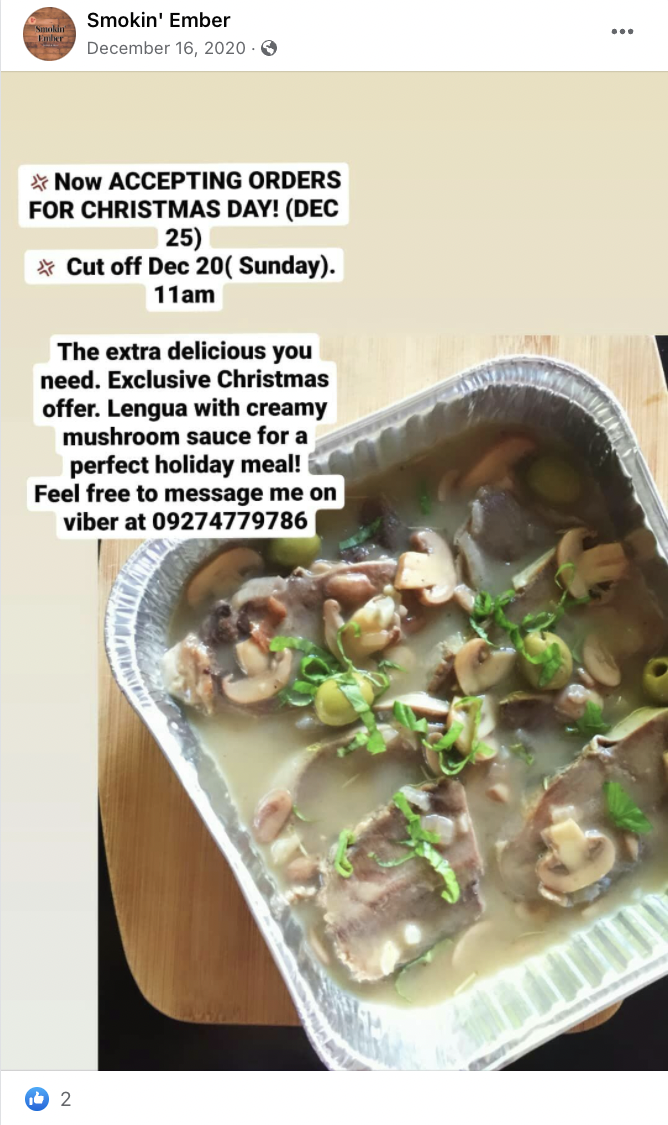 Smokin' Ember
Smokin'
Ember
December 16, 2020 ·
Now ACCEPTING ORDERS
FOR CHRISTMAS DAY! (DEC
25)
Cut off Dec 20( Sunday).
11am
The extra delicious you
need. Exclusive Christmas
offer. Lengua with creamy
mushroom sauce for a
perfect holiday meal!
Feel free to message me on
viber at 09274779786
2